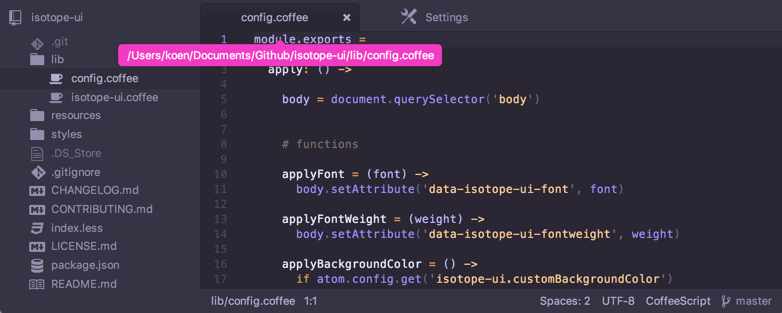 isotope-ui
.git
lib
config.coffee
isotope-ui.coffee
resources
styles
.DS_Store
.gitignore
CHANGELOG.md
CONTRIBUTING.md
index.less
LICENSE.md
package.json
README.md
config.coffee ×
Settings
/Users/koen/Documents/Github/isotope-ui/lib/config.coffee
1 module.exports =
3 apply: () ->
4
5 body = document.querySelector('body')
6
7
8 # functions
9
10 applyFont = (font) ->
11 body.setAttribute('data-isotope-ui-font', font)
12
13 applyFontWeight = (weight) ->
14 body.setAttribute('data-isotope-ui-fontweight', weight)
15
16 applyBackgroundColor = () ->
17 if atom.config.get('isotope-ui.customBackgroundColor')
lib/config.coffee 1:1
Spaces: 2 UTF-8 CoffeeScript master